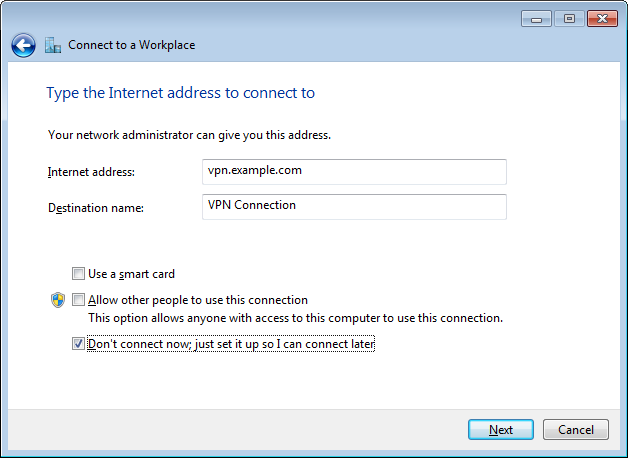 Connect to a Workplace
Type the Internet address to connect to
Your network administrator can give you this address.
Internet address: vpn.example.com
Destination name: VPN Connection
Use a smart card
Allow other people to use this connection
This option allows anyone with access to this computer to use this connection.
Don't connect now; just set it up so I can connect later
Next Cancel